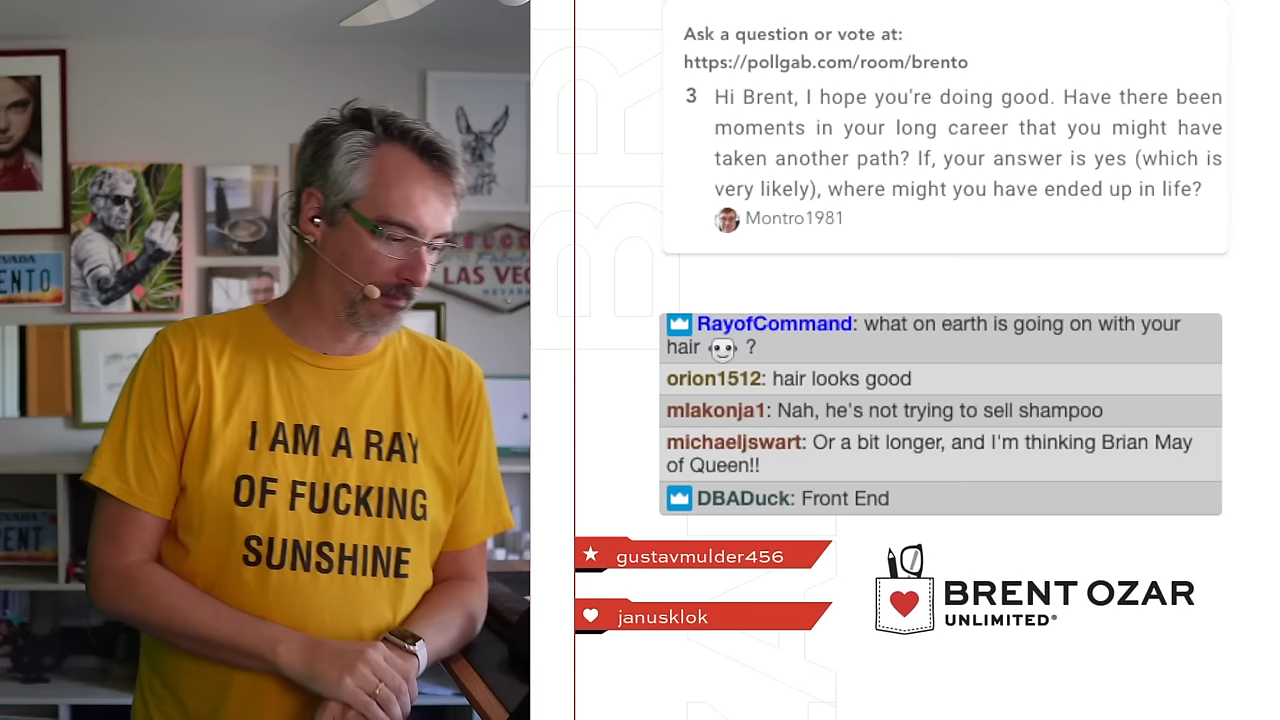 ENTO
WELCO
Fabulous
LAS VEG
NEVADA
I AM A RAY
OF FUCKING
SUNSHINE
Ask a question or vote at:
https://pollgab.com/room/brento
3 Hi Brent, I hope you're doing good. Have there been
moments in your long career that you might have
taken another path? If, your answer is yes (which is
very likely), where might you have ended up in life?
Montro1981
RayofCommand: what on earth is going on with your
hair ?
orion1512: hair looks good
mlakonja1: Nah, he's not trying to sell shampoo
michaeljswart: Or a bit longer, and I'm thinking Brian May
of Queen!!
DBADuck: Front End
gustavmulder456
janusklok
BRENT OZAR
UNLIMITED®